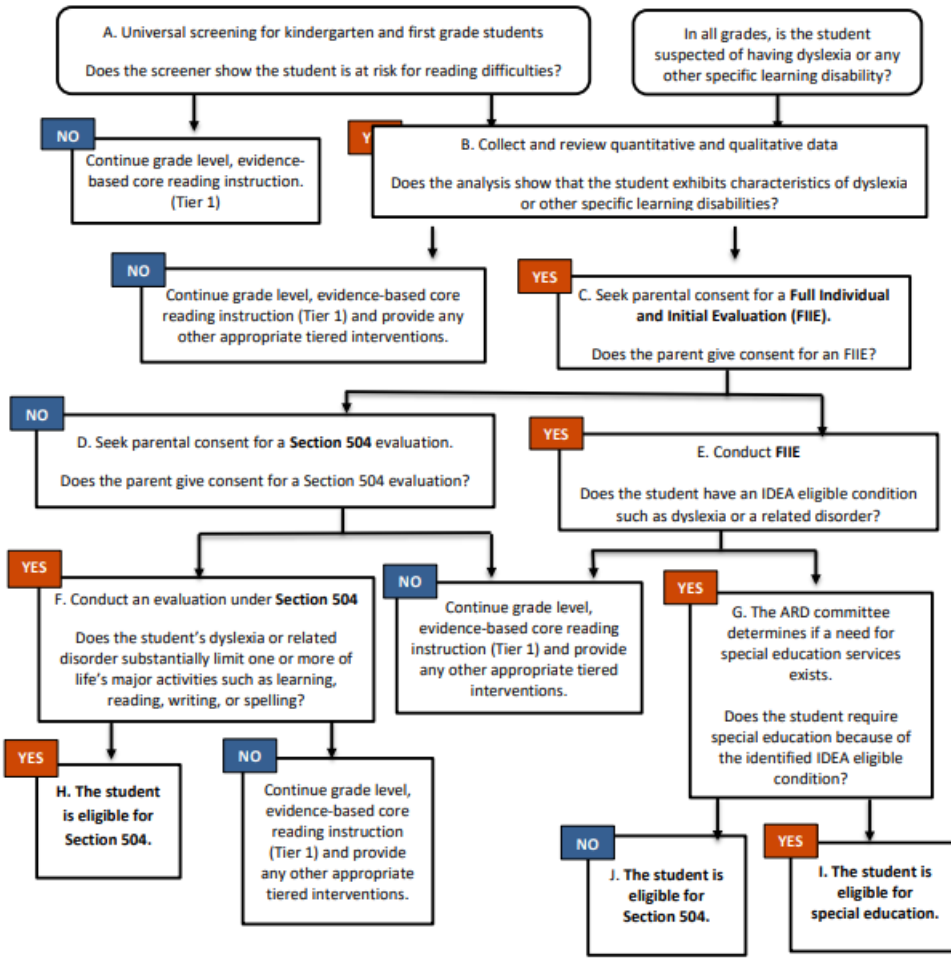 A. Universal screening for kindergarten and first grade students
Does the screener show the student is at risk for reading difficulties?
In all grades, is the student
suspected of having dyslexia or any
other specific learning disability?
NO
Continue grade level, evidence-
based core reading instruction.
(Tier 1)
B. Collect and review quantitative and qualitative data
Does the analysis show that the student exhibits characteristics of dyslexia
or other specific learning disabilities?
NO
Continue grade level, evidence-based core
reading instruction (Tier 1) and provide any
other appropriate tiered interventions.
YES
C. Seek parental consent for a Full Individual
and Initial Evaluation (FIIE).
Does the parent give consent for an FIIE?
NO
D. Seek parental consent for a Section 504 evaluation.
Does the parent give consent for a Section 504 evaluation?
YES
E. Conduct FIIE
Does the student have an IDEA eligible condition
such as dyslexia or a related disorder?
YES
F. Conduct an evaluation under Section 504
Does the student’s dyslexia or related
disorder substantially limit one or more of
life’s major activities such as learning,
reading, writing, or spelling?
NO
Continue grade level,
evidence-based core reading
instruction (Tier 1) and provide
any other appropriate tiered
interventions.
YES
G. The ARD committee
determines if a need for
special education services
exists.
Does the student require
special education because of
the identified IDEA eligible
condition?
YES
H. The student
is eligible for
Section 504.
NO
Continue grade level,
evidence-based core
reading instruction
(Tier 1) and provide
any other appropriate
tiered interventions.
NO
J. The student is
eligible for
Section 504.
YES
I. The student is
eligible for
special education.